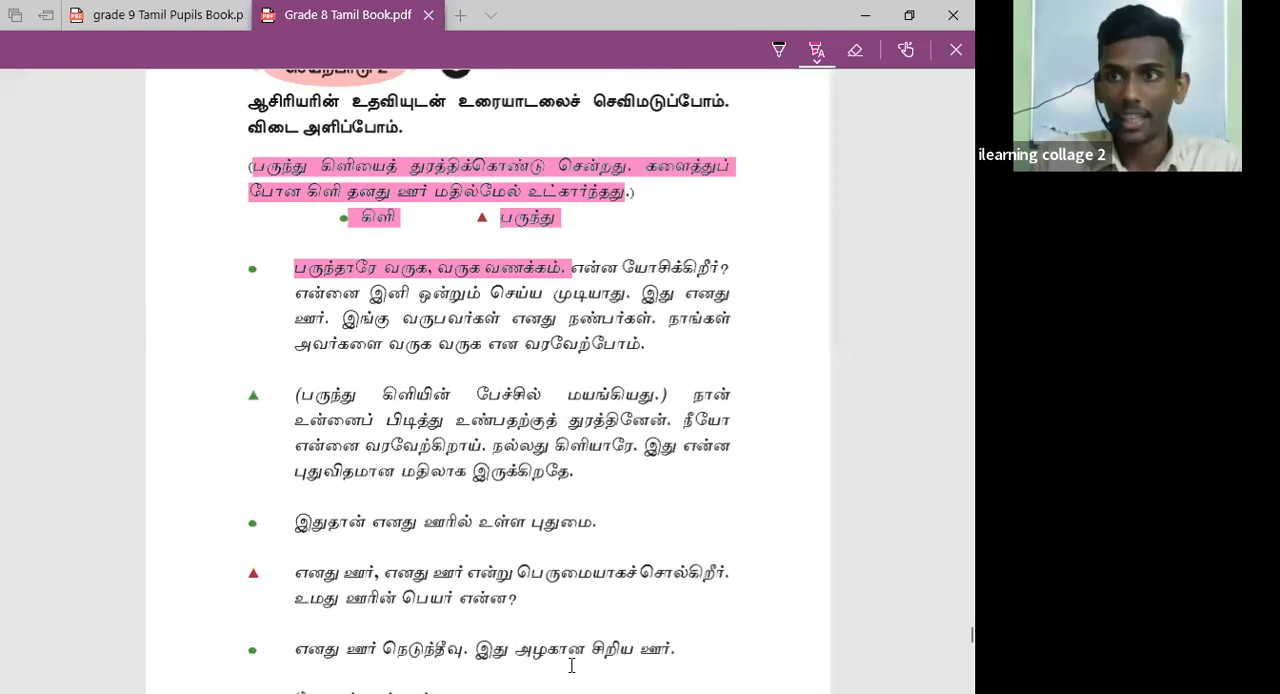 grade 9 Tamil Pupils Book.p
Grade 8 Tamil Book.pdf
செயற்பாடு 2
ஆசிரியரின் உதவியுடன் உரையாடலைச் செவிமடுப்போம்.
விடை அளிப்போம்.
(பருந்து கிளியைத் துரத்திக்கொண்டு சென்றது. களைத்துப்
போன கிளி தனது ஊர் மதில்மேல் உட்கார்ந்தது.)
கிளி
பருந்து
பருந்தாரே வருக, வருக வணக்கம். என்ன யோசிக்கிறீர்?
என்னை இனி ஒன்றும் செய்ய முடியாது. இது எனது
ஊர். இங்கு வருபவர்கள் எனது நண்பர்கள். நாங்கள்
அவர்களை வருக வருக என வரவேற்போம்.
(பருந்து கிளியின் பேச்சில் மயங்கியது.) நான்
உன்னைப் பிடித்து உண்பதற்குத் துரத்தினேன். நீயோ
என்னை வரவேற்கிறாய். நல்லது கிளியாரே. இது என்ன
புதுவிதமான மதிலாக இருக்கிறதே.
இதுதான் எனது ஊரில் உள்ள புதுமை.
எனது ஊர், எனது ஊர் என்று பெருமையாகச் சொல்கிறீர்.
உமது ஊரின் பெயர் என்ன?
எனது ஊர் நெடுந்தீவு. இது அழகான சிறிய ஊர்.
ilearning collage 2